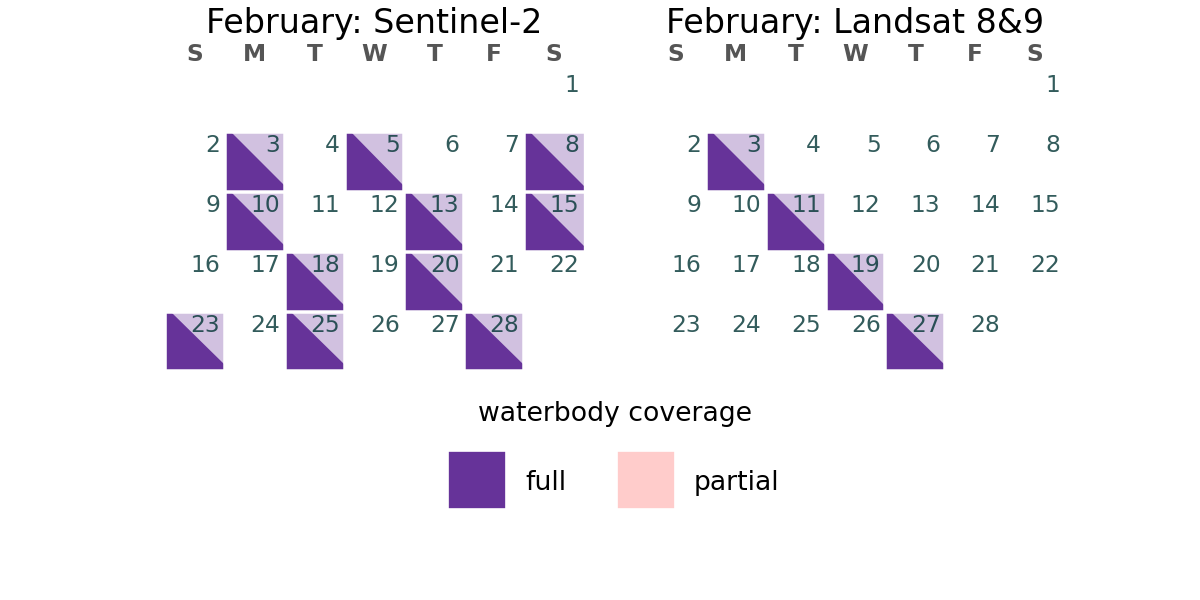 February: Sentinel-2
S M T W T F S
1
2 3 4 5 6 7 8
9 10 11 12 13 14 15
16 17 18 19 20 21 22
23 24 25 26 27 28
February: Landsat 8&9
S M T W T F S
1
2 3 4 5 6 7 8
9 10 11 12 13 14 15
16 17 18 19 20 21 22
23 24 25 26 27 28
waterbody coverage
full partial